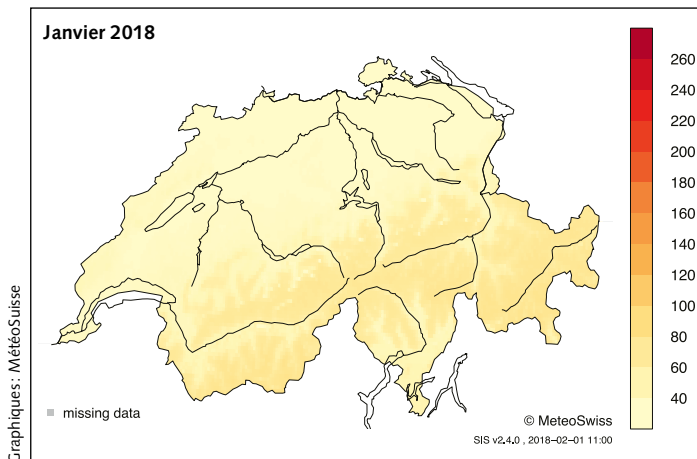 Janvier 2018
260
240
220
200
180
160
140
120
100
80
60
40
Graphiques: MétéoSuisse
missing data
© MeteoSwiss
SIS v2.4.0 , 2018–02–01 11:00